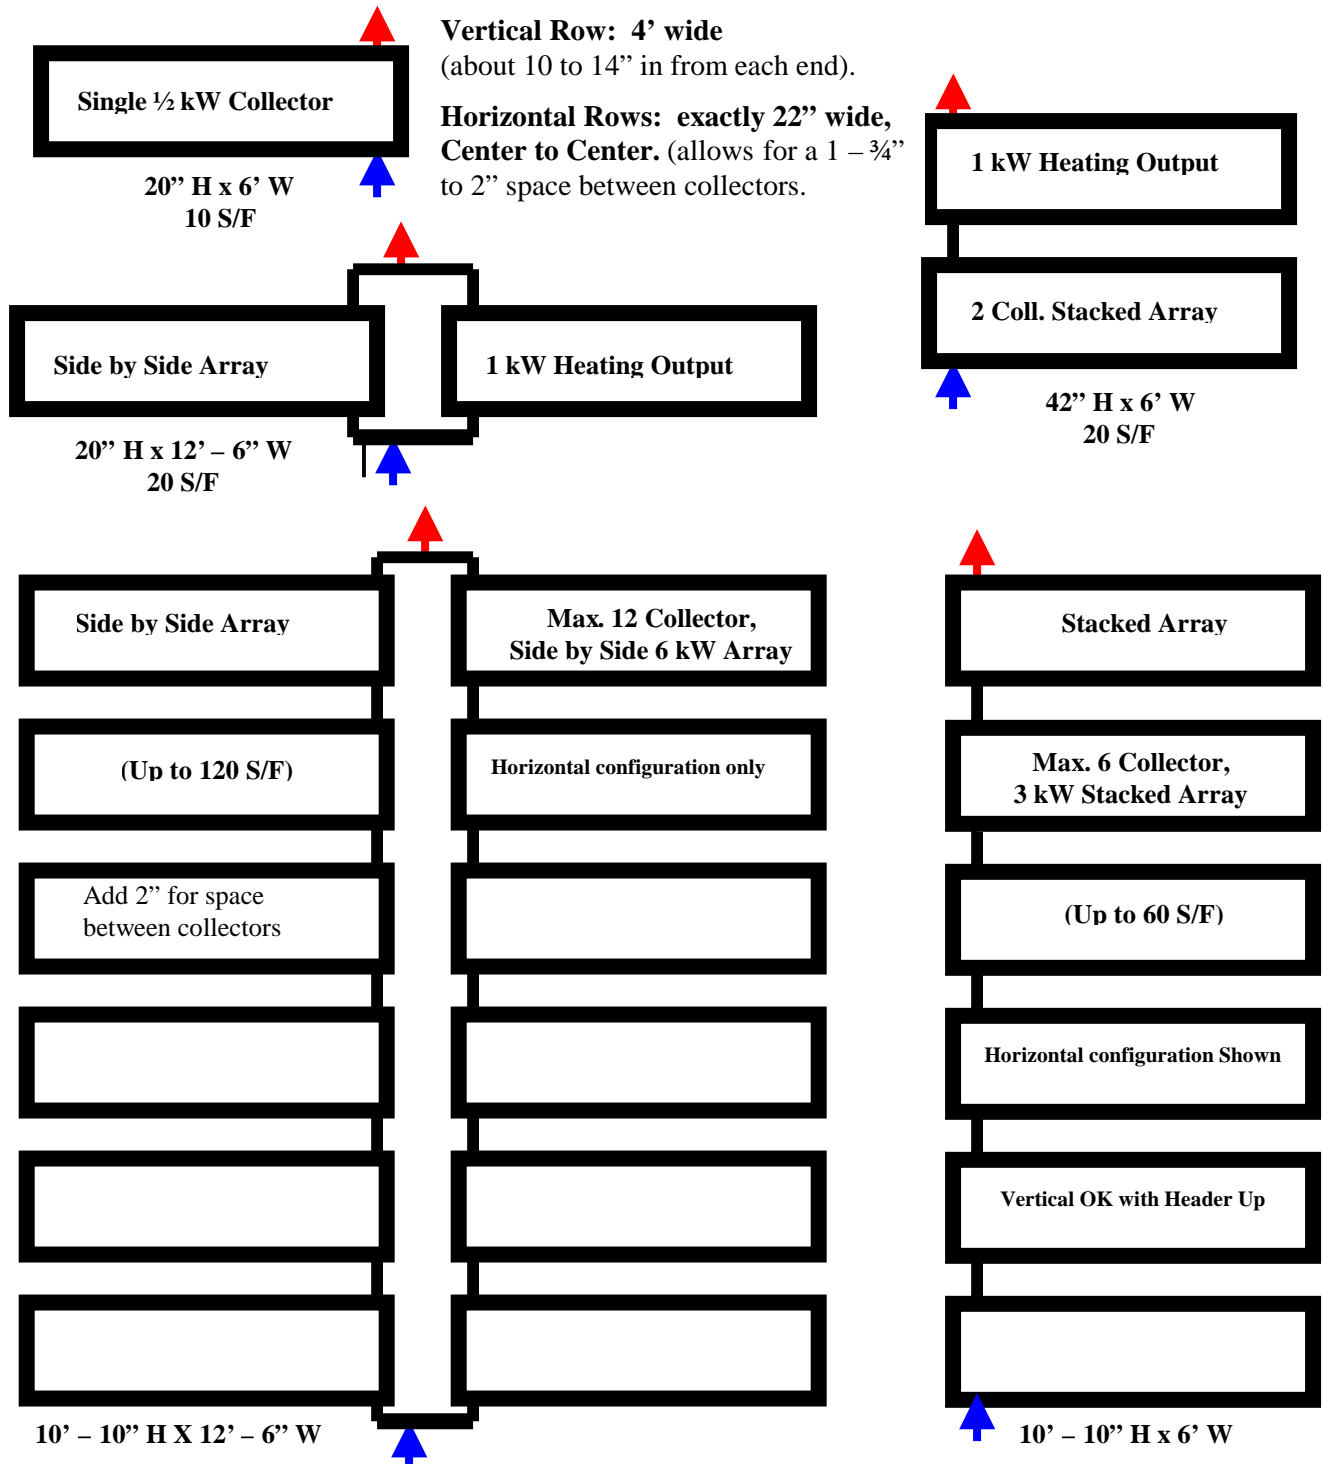 Vertical Row: 4’ wide
(about 10 to 14” in from each end).
Horizontal Rows: exactly 22” wide,
Center to Center. (allows for a 1 – ¾”
to 2” space between collectors.
Single ½ kW Collector
20” H x 6’ W
10 S/F
1 kW Heating Output
2 Coll. Stacked Array
42” H x 6’ W
20 S/F
Side by Side Array
1 kW Heating Output
20” H x 12’ – 6” W
20 S/F
Side by Side Array
Max. 12 Collector,
Side by Side 6 kW Array
(Up to 120 S/F)
Horizontal configuration only
Add 2” for space
between collectors
10’ – 10” H X 12’ – 6” W
Stacked Array
Max. 6 Collector,
3 kW Stacked Array
(Up to 60 S/F)
Horizontal configuration Shown
Vertical OK with Header Up
10’ – 10” H x 6’ W